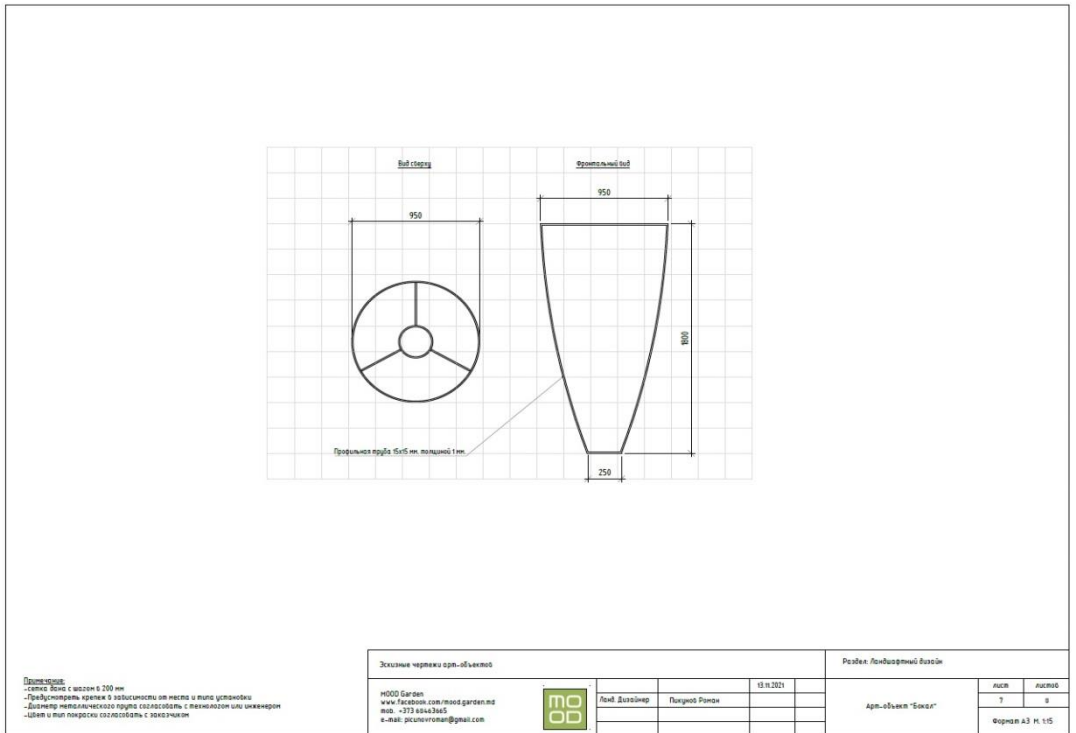 Вид сверху
Фронтальный вид
950
950
1800
Профильная труба 15х15 мм. толщиной 1 мм.
250
Примечание:
-сетка дана с шагом в 200 мм
-Предусмотреть крепеж в зависимости от места и типа установки
-Диаметр металлического прута согласовать с технологом или инженером
-Цвет и тип покраски согласовать с заказчиком
Эскизные чертежи арт-объектов
Раздел: Ландшафтный дизайн
MOOD Garden
www.facebook.com/mood.garden.md
mob. +373 60463665
e-mail: picunovroman@gmail.com
MO
OD
13.11.2021
Ланд. Дизайнер
Пикунов Роман
Арт-объект "Бокал"
лист
листов
7
8
Формат А3 М. 1:15